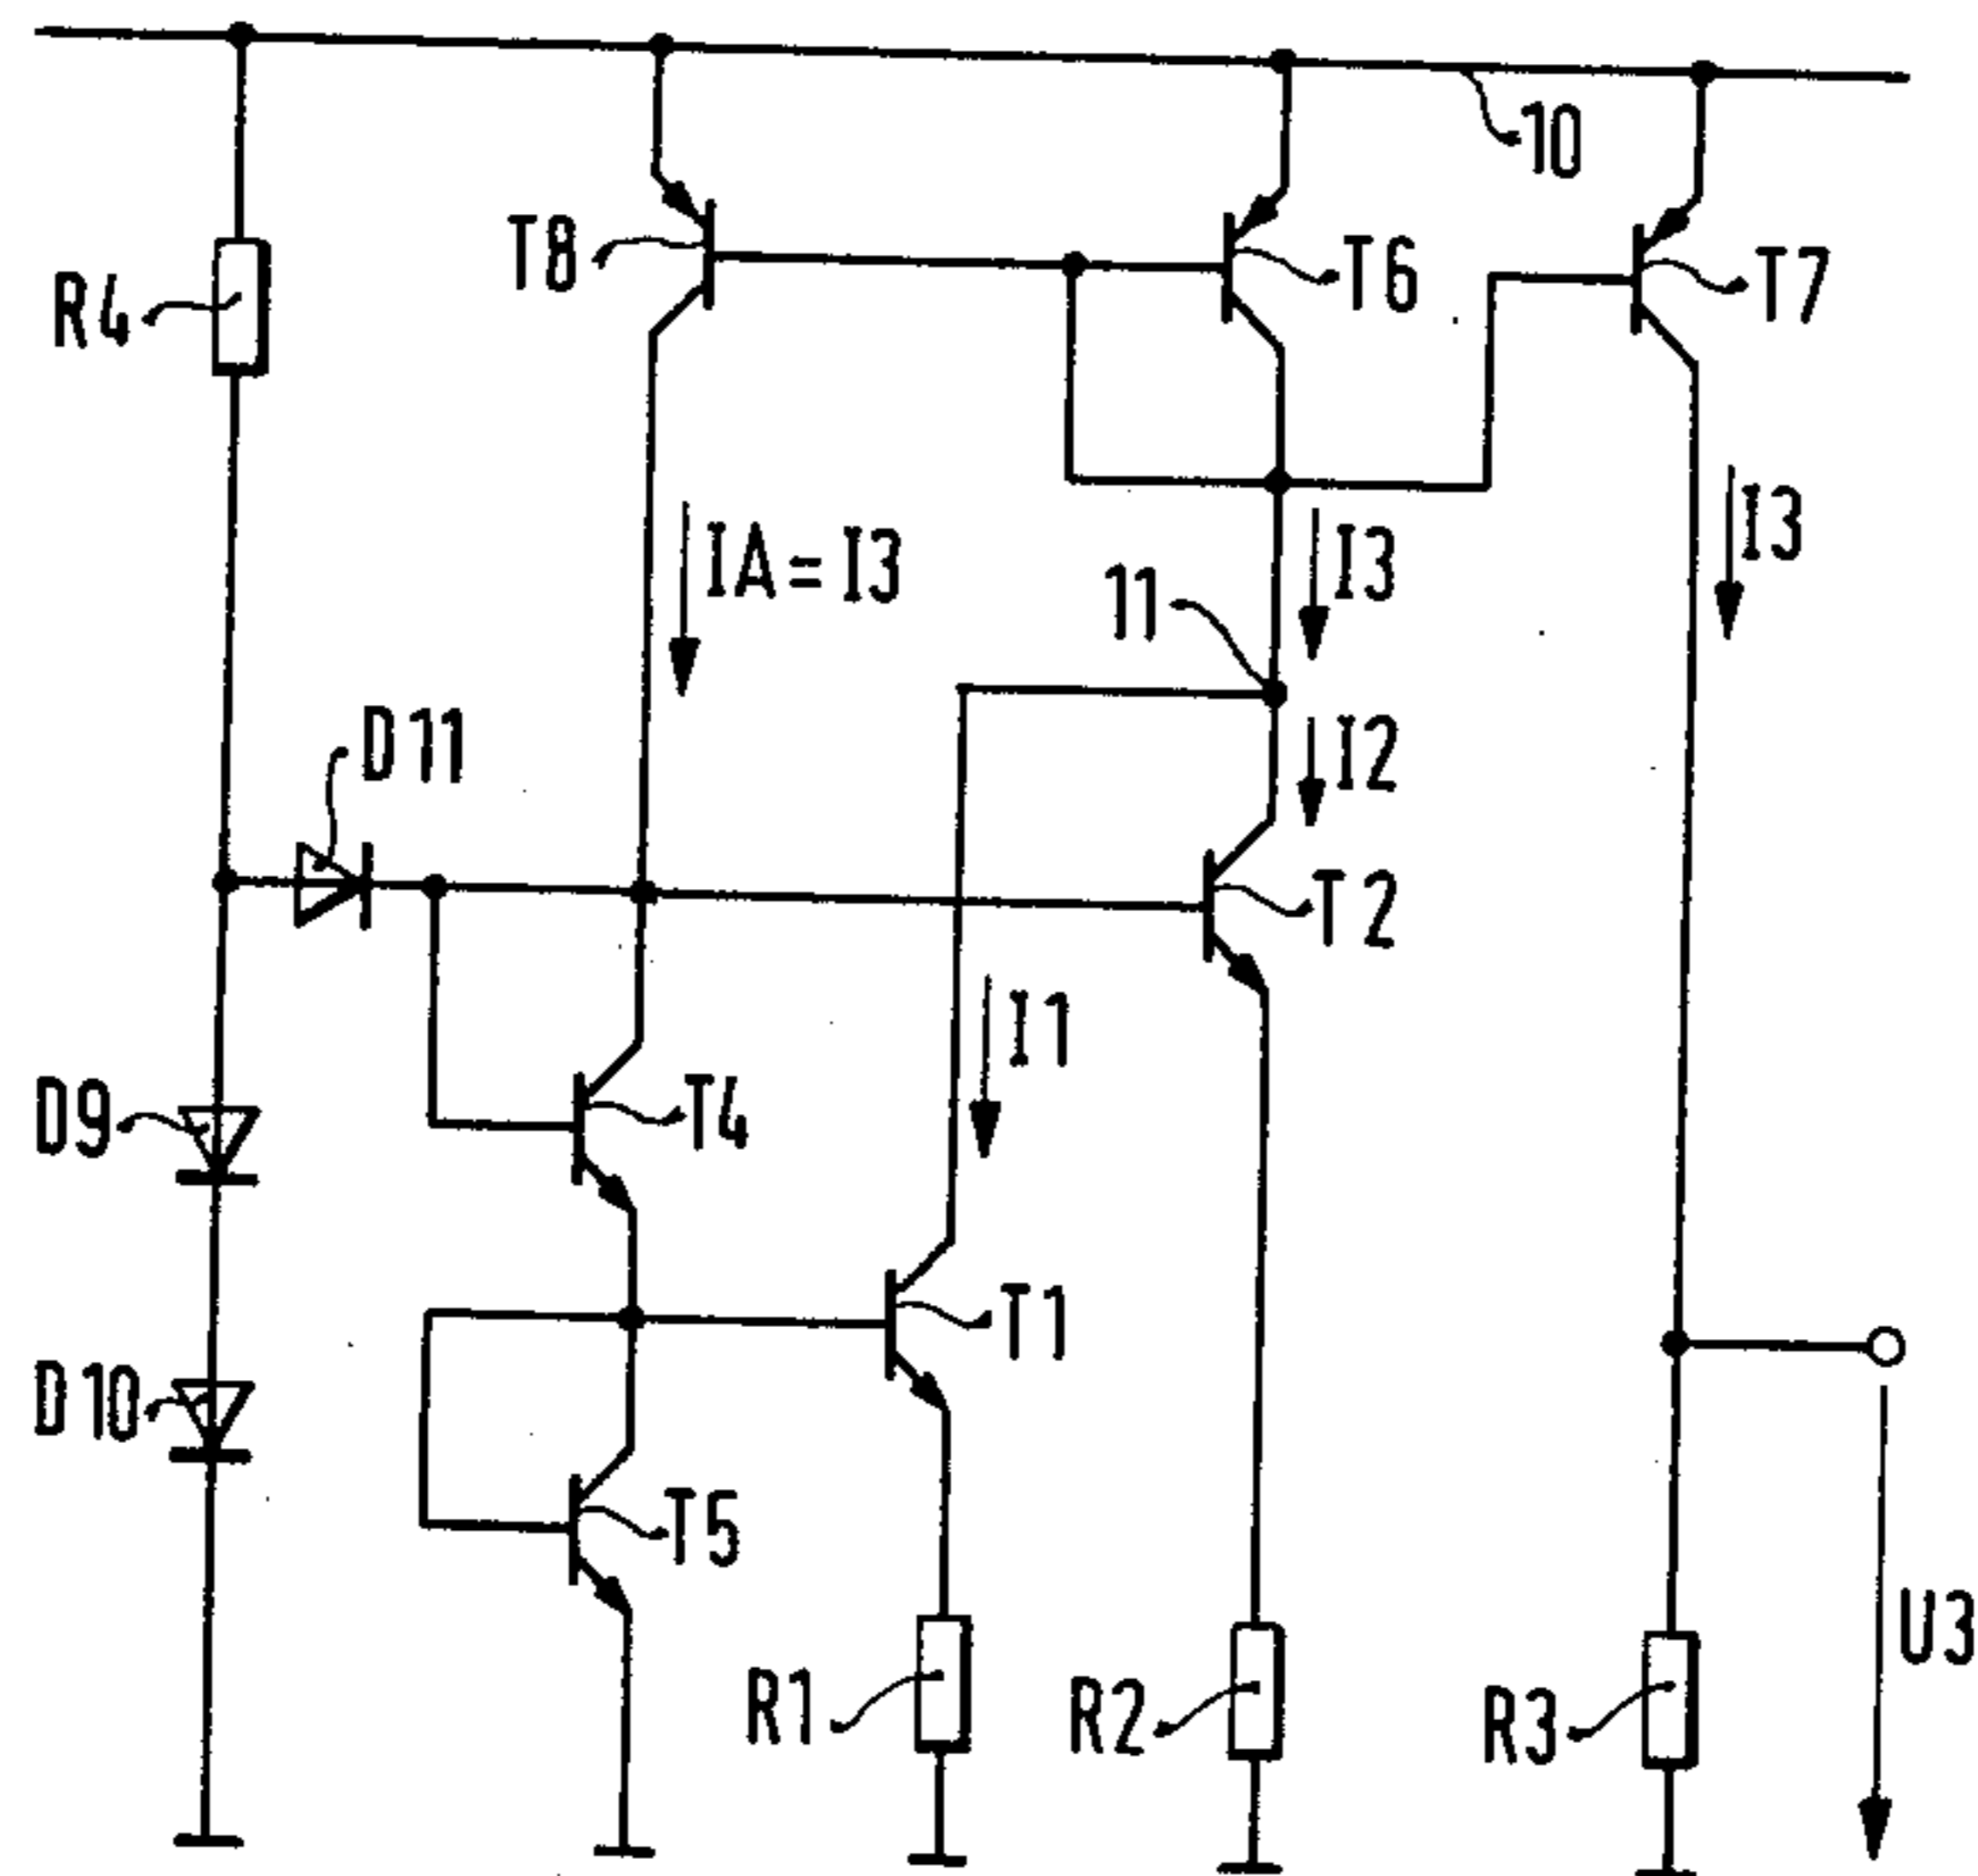 10
T8
T6
T7
R4
IA=I3
I3
I3
11
D11
I2
T2
I1
D9
T4
T1
D10
T5
U3
R1
R2
R3